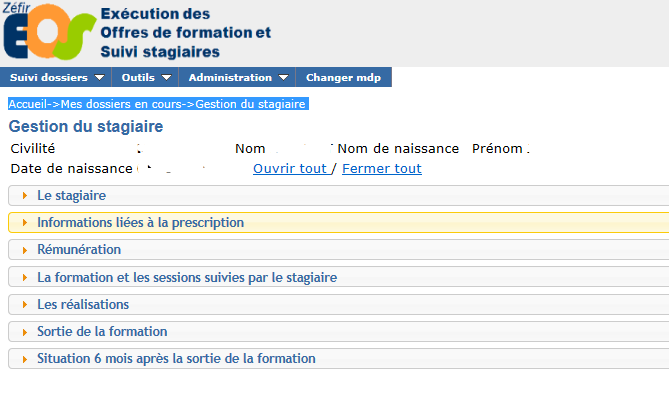 Zéfir
EOS
Exécution des
Offres de formation et
Suivi stagiaires
Suivi dossiers Outils Administration Changer mdp
Accueil->Mes dossiers en cours->Gestion du stagiaire
Gestion du stagiaire
Civilité Nom Nom de naissance Prénom
Date de naissance Ouvrir tout / Fermer tout
Le stagiaire
Informations liées à la prescription
Rémunération
La formation et les sessions suivies par le stagiaire
Les réalisations
Sortie de la formation
Situation 6 mois après la sortie de la formation